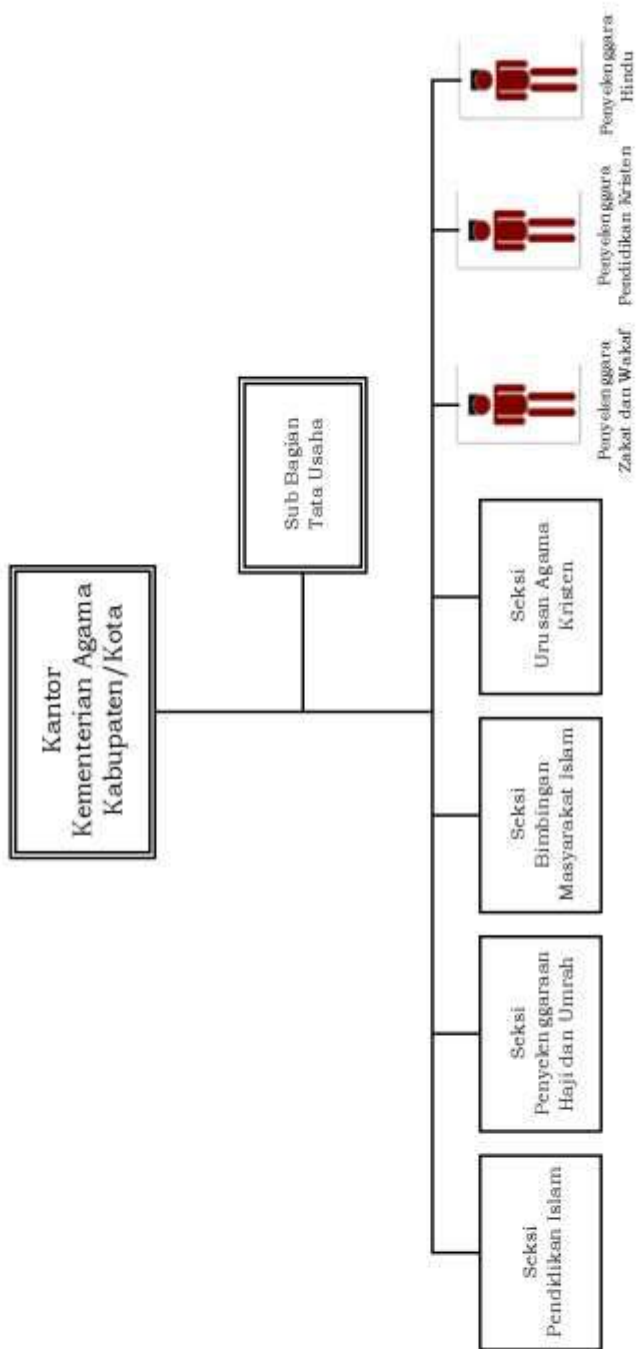 Kantor
Kementerian Agama
Kabupaten/Kota
Sub Bagian
Tata Usaha
Seksi
Pendidikan Islam
Seksi
Penyelenggaraan
Haji dan Umrah
Seksi
Bimbingan
Masyarakat Islam
Seksi
Urusan Agama
Kristen
Penyelenggara
Zakat dan Wakaf
Penyelenggara
Pendidikan Kristen
Penyelenggara
Hindu